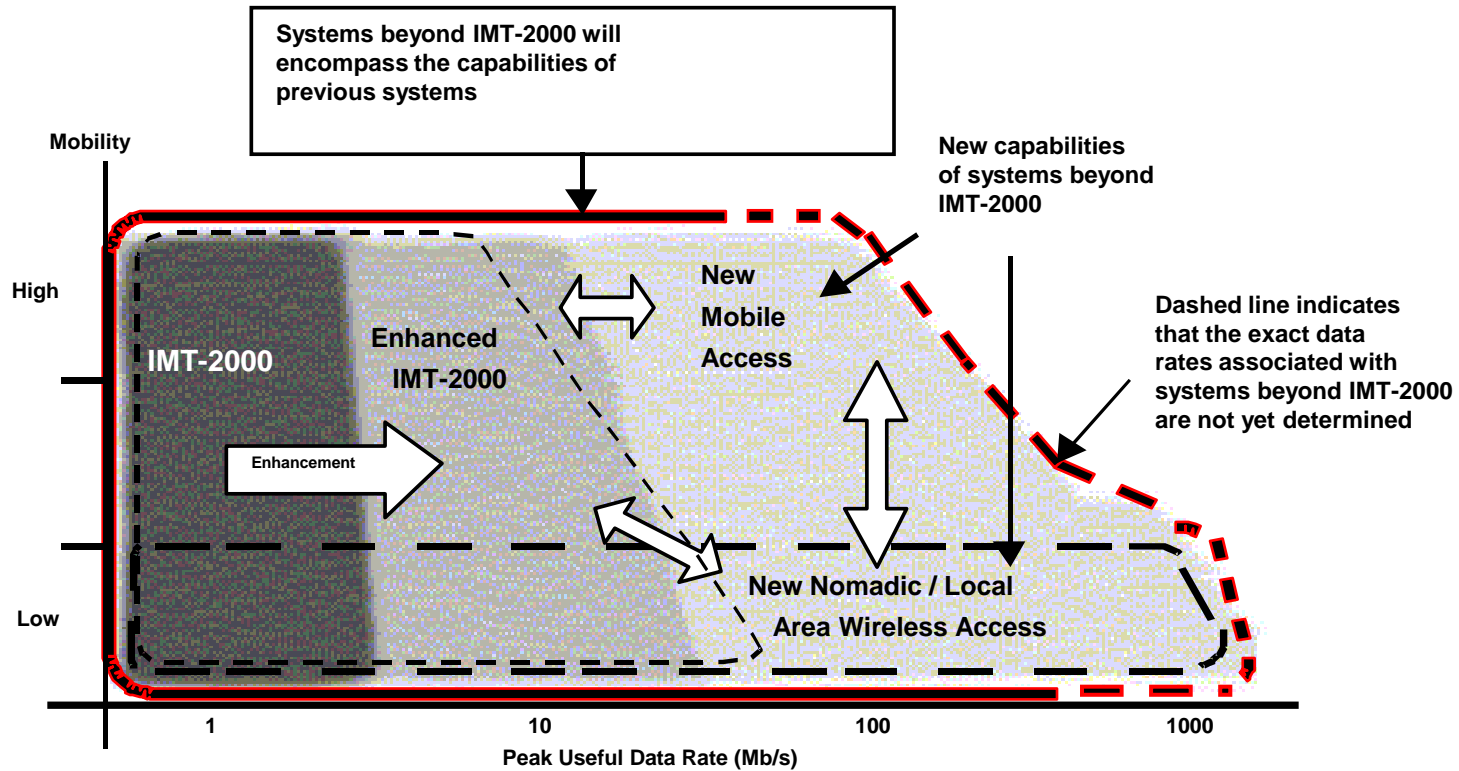 Systems beyond IMT-2000 will
encompass the capabilities of
previous systems
Mobility
New capabilities
of systems beyond
IMT-2000
High
New
Mobile
Access
Dashed line indicates
that the exact data
rates associated with
systems beyond IMT-2000
are not yet determined
IMT-2000
Enhanced
IMT-2000
Enhancement
New Nomadic / Local
Area Wireless Access
Low
1
10
100
1000
Peak Useful Data Rate (Mb/s)